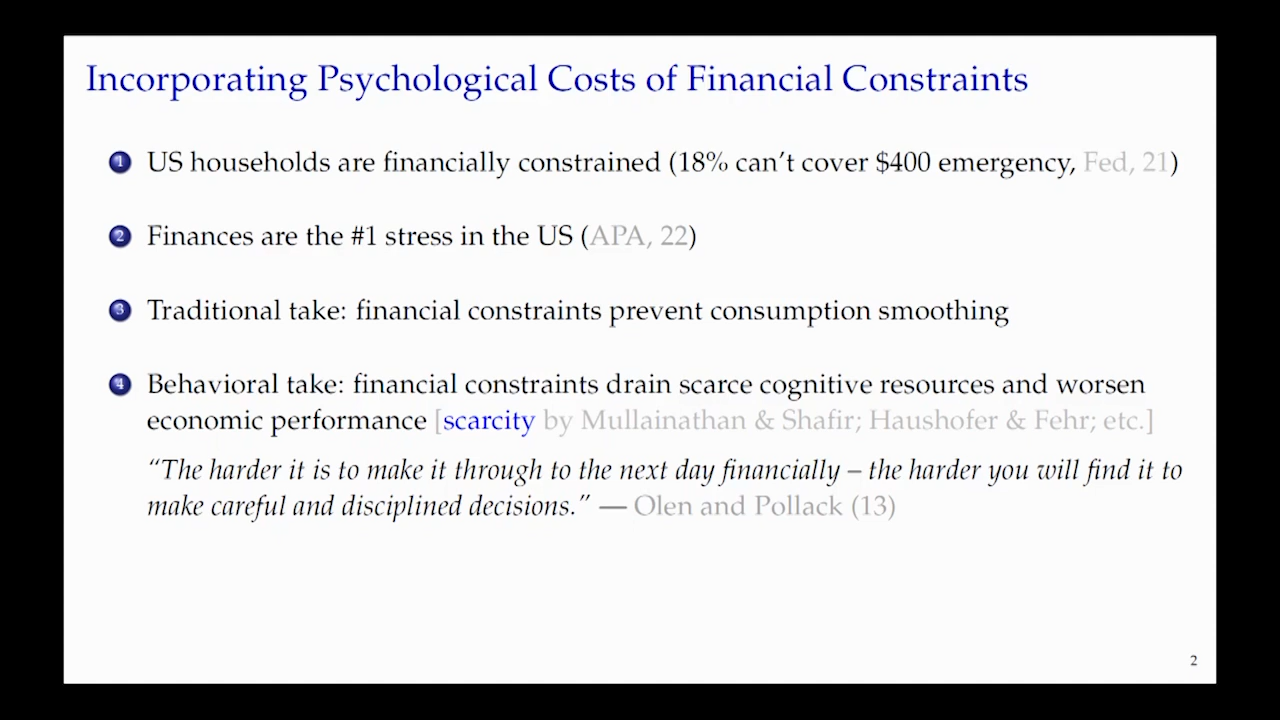 Incorporating Psychological Costs of Financial Constraints
1 US households are financially constrained (18% can't cover $400 emergency, Fed, 21)
2 Finances are the #1 stress in the US (APA, 22)
3 Traditional take: financial constraints prevent consumption smoothing
4 Behavioral take: financial constraints drain scarce cognitive resources and worsen
economic performance [scarcity by Mullainathan & Shafir; Haushofer & Fehr; etc.]
“The harder it is to make it through to the next day financially – the harder you will find it to
make careful and disciplined decisions.” — Olen and Pollack (13)
2